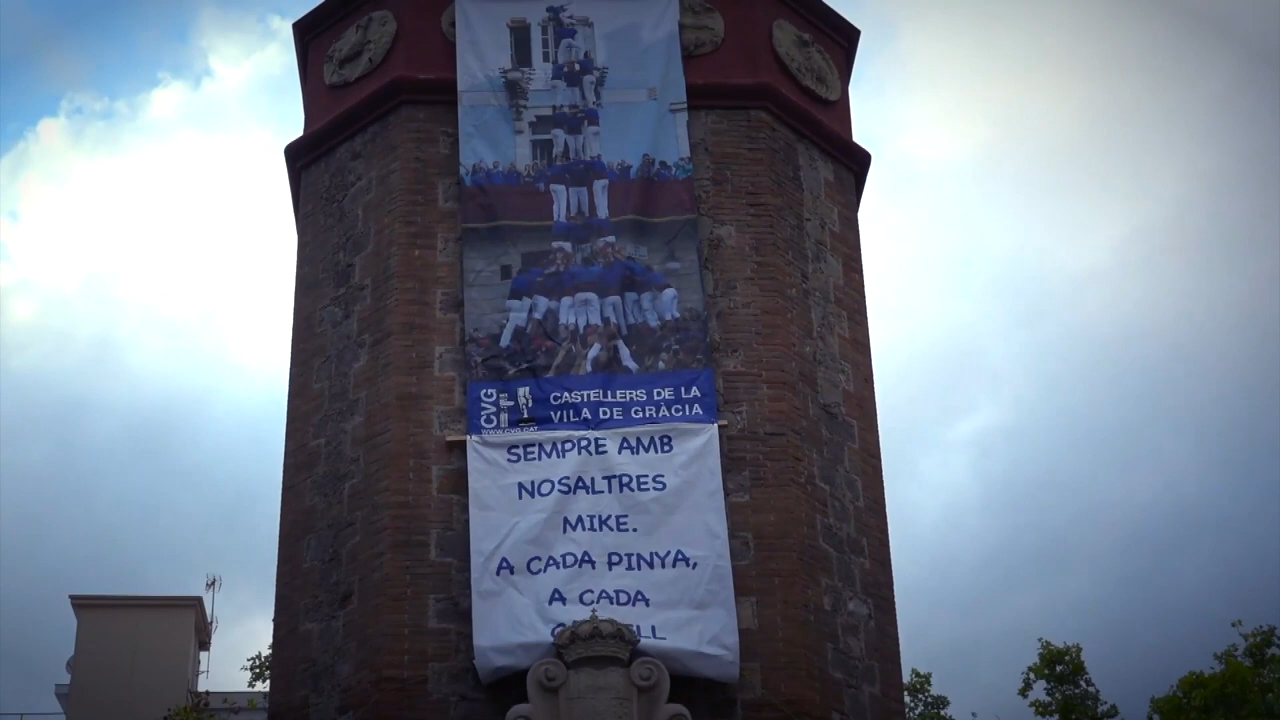 CVG
WWW.CVG.CAT
CASTELLERS DE LA
VILA DE GRÀCIA
SEMPRE AMB
NOSALTRES
MIKE.
A CADA PINYA,
A CADA